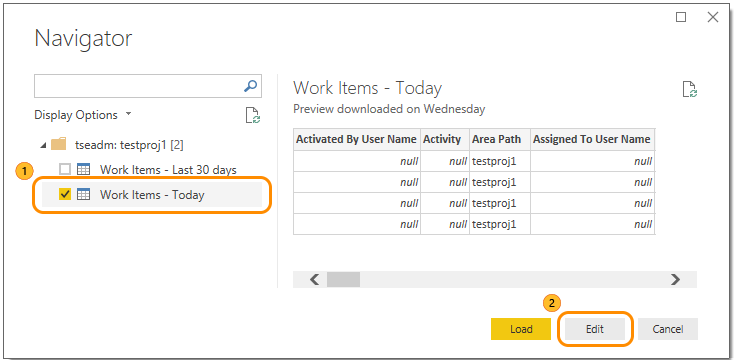 Navigator
Display Options
tseadm: testproj1 [2]
1
Work Items - Last 30 days
Work Items - Today
Work Items - Today
Preview downloaded on Wednesday
Activated By User Name Activity Area Path Assigned To User Name
null null testproj1 null
null null testproj1 null
null null testproj1 null
null null testproj1 null
2
Load Edit Cancel